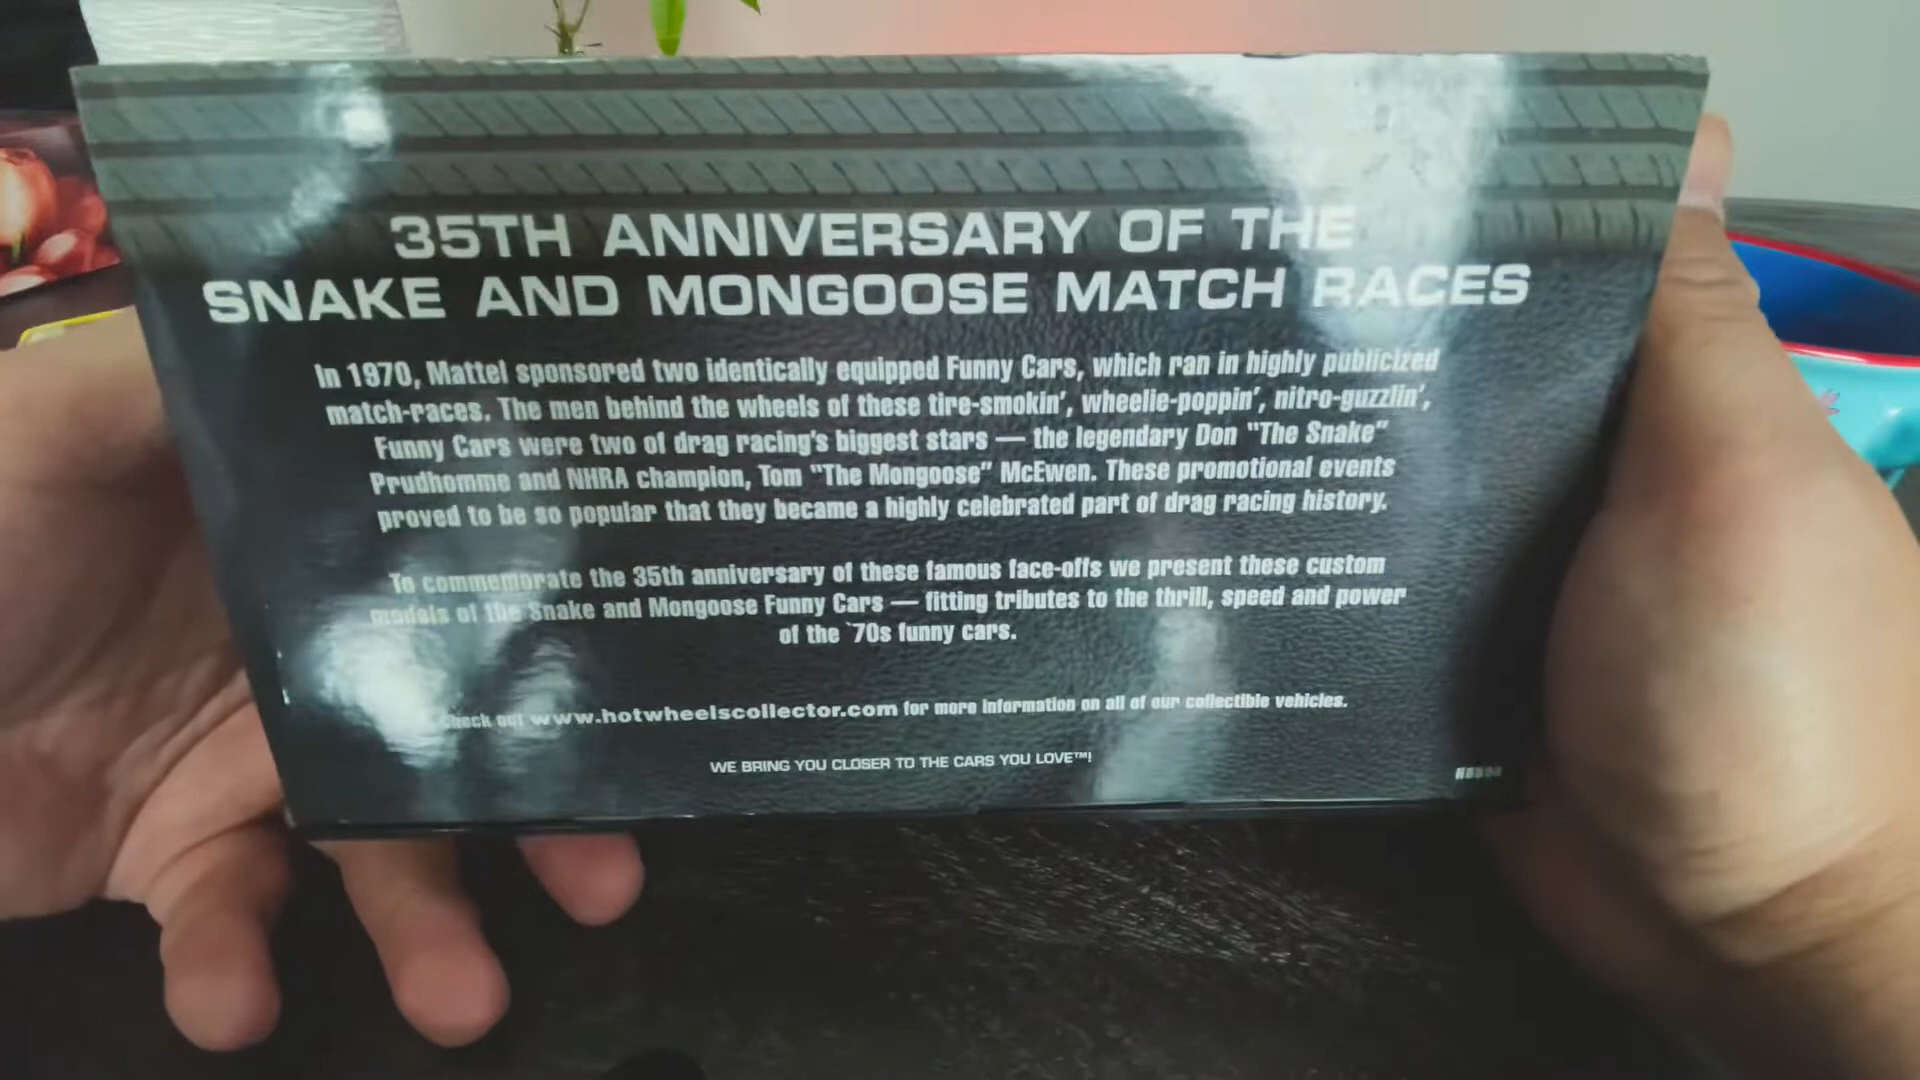 35TH ANNIVERSARY OF THE
SNAKE AND MONGOOSE MATCH RACES
In 1970, Mattel sponsored two identically equipped Funny Cars, which ran in highly publicized
match-races. The men behind the wheels of these tire-smokin’, wheelie-poppin’, nitro-guzzlin’,
Funny Cars were two of drag racing’s biggest stars — the legendary Don “The Snake”
Prudhomme and NHRA champion, Tom “The Mongoose” McEwen. These promotional events
proved to be so popular that they became a highly celebrated part of drag racing history.
To commemorate the 35th anniversary of these famous face-offs we present these custom
models of the Snake and Mongoose Funny Cars — fitting tributes to the thrill, speed and power
of the ‘70s funny cars.
Check out www.hotwheelscollector.com for more information on all of our collectible vehicles.
WE BRING YOU CLOSER TO THE CARS YOU LOVE™!